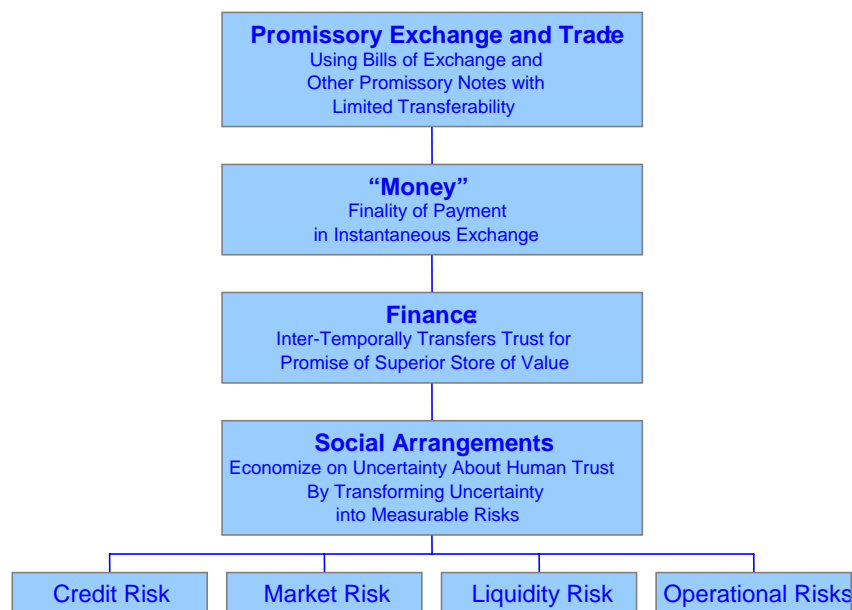 Promissory Exchange and Trade:
Using Bills of Exchange and
Other Promissory Notes with
Limited Transferability
“Money”
Finality of Payment
in Instantaneous Exchange
Finance:
Inter-Temporally Transfers Trust for
Promise of Superior Store of Value
Social Arrangements
Economize on Uncertainty About Human Trust
By Transforming Uncertainty
into Measurable Risks
Credit Risk
Market Risk
Liquidity Risk
Operational Risks